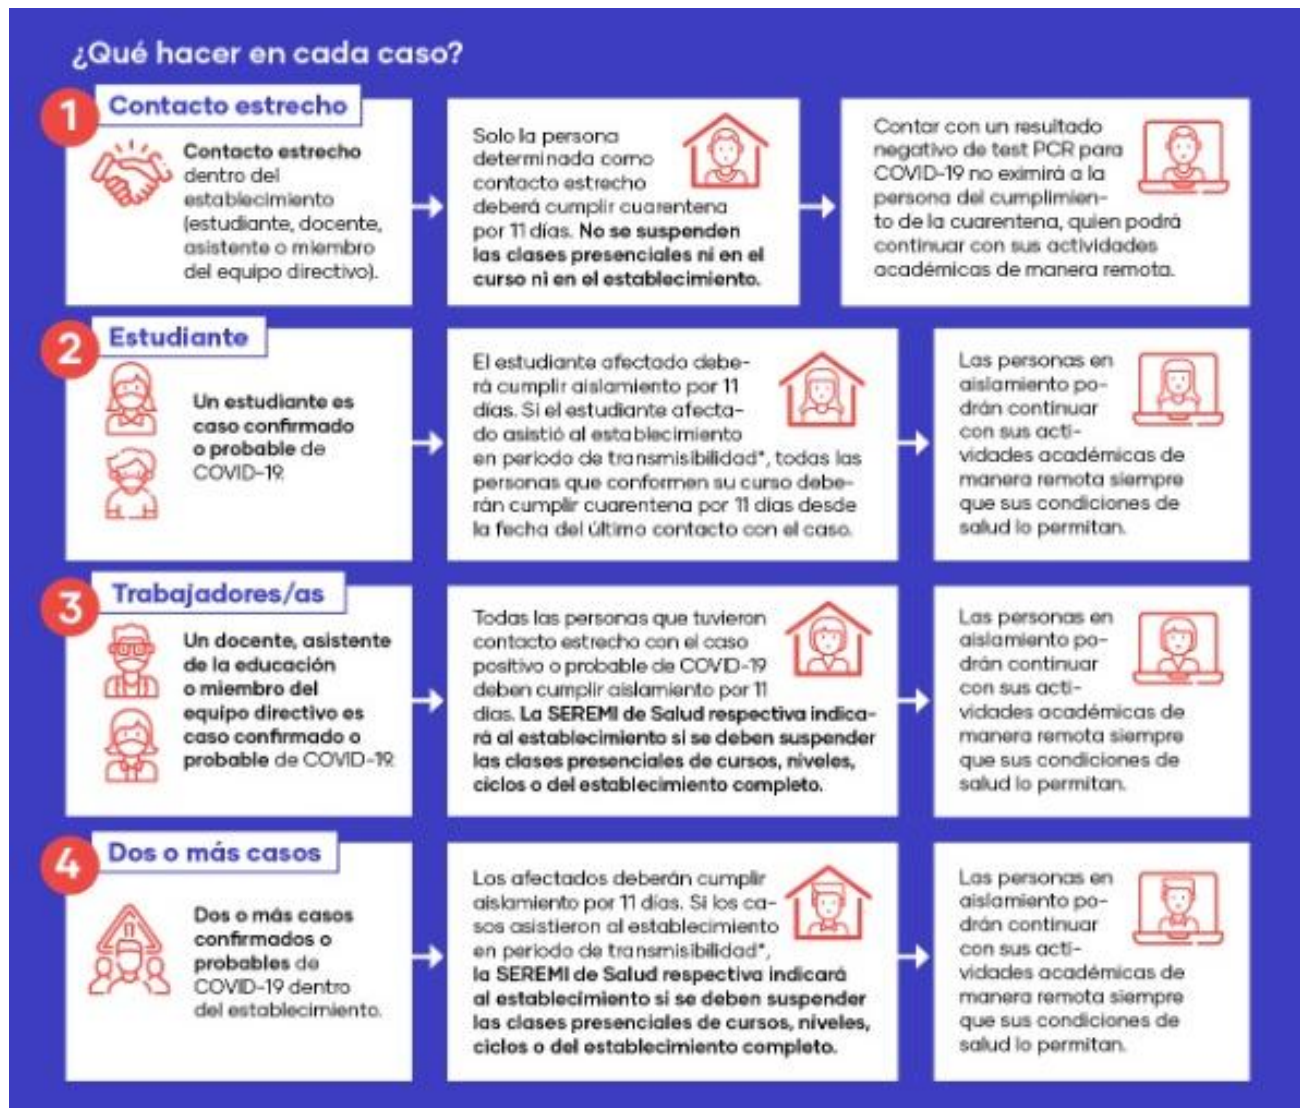 ¿Qué hacer en cada caso?
1
Contacto estrecho
Contacto estrecho
dentro del
establecimiento
(estudiante, docente,
asistente o miembro
del equipo directivo).
Solo la persona
determinada como
contacto estrecho
deberá cumplir cuarentena
por 11 días. No se suspenden
las clases presenciales ni en el
curso ni en el establecimiento.
Contar con un resultado
negativo de test PCR para
COVID-19 no eximirá a la
persona del cumplimien-
to de la cuarentena, quien podrá
continuar con sus actividades
académicas de manera remota.
2
Estudiante
Un estudiante es
caso confirmado
o probable de
COVID-19.
El estudiante afectado debe-
rá cumplir aislamiento por 11
días. Si el estudiante afecta-
do asistió al establecimiento
en periodo de transmisibilidad*, todas las
personas que conformen su curso debe-
rán cumplir cuarentena por 11 días desde
la fecha del último contacto con el caso.
Las personas en
aislamiento po-
drán continuar
con sus acti-
vidades académicas de
manera remota siempre
que sus condiciones de
salud lo permitan.
3
Trabajadores/as
Un docente, asistente
de la educación
o miembro del
equipo directivo es
caso confirmado o
probable de COVID-19.
Todas las personas que tuvieron
contacto estrecho con el caso
positivo o probable de COVID-19
deben cumplir aislamiento por 11
días. La SEREMI de Salud respectiva indica-
rá al establecimiento si se deben suspender
las clases presenciales de cursos, niveles,
ciclos o del establecimiento completo.
Las personas en
aislamiento po-
drán continuar
con sus acti-
vidades académicas de
manera remota siempre
que sus condiciones de
salud lo permitan.
4
Dos o más casos
Dos o más casos
confirmados o
probables de
COVID-19 dentro
del establecimiento.
Los afectados deberán cumplir
aislamiento por 11 días. Si los ca-
sos asistieron al establecimiento
en periodo de transmisibilidad*,
la SEREMI de Salud respectiva indicará
al establecimiento si se deben suspender
las clases presenciales de cursos, niveles,
ciclos o del establecimiento completo.
Las personas en
aislamiento po-
drán continuar
con sus acti-
vidades académicas de
manera remota siempre
que sus condiciones de
salud lo permitan.